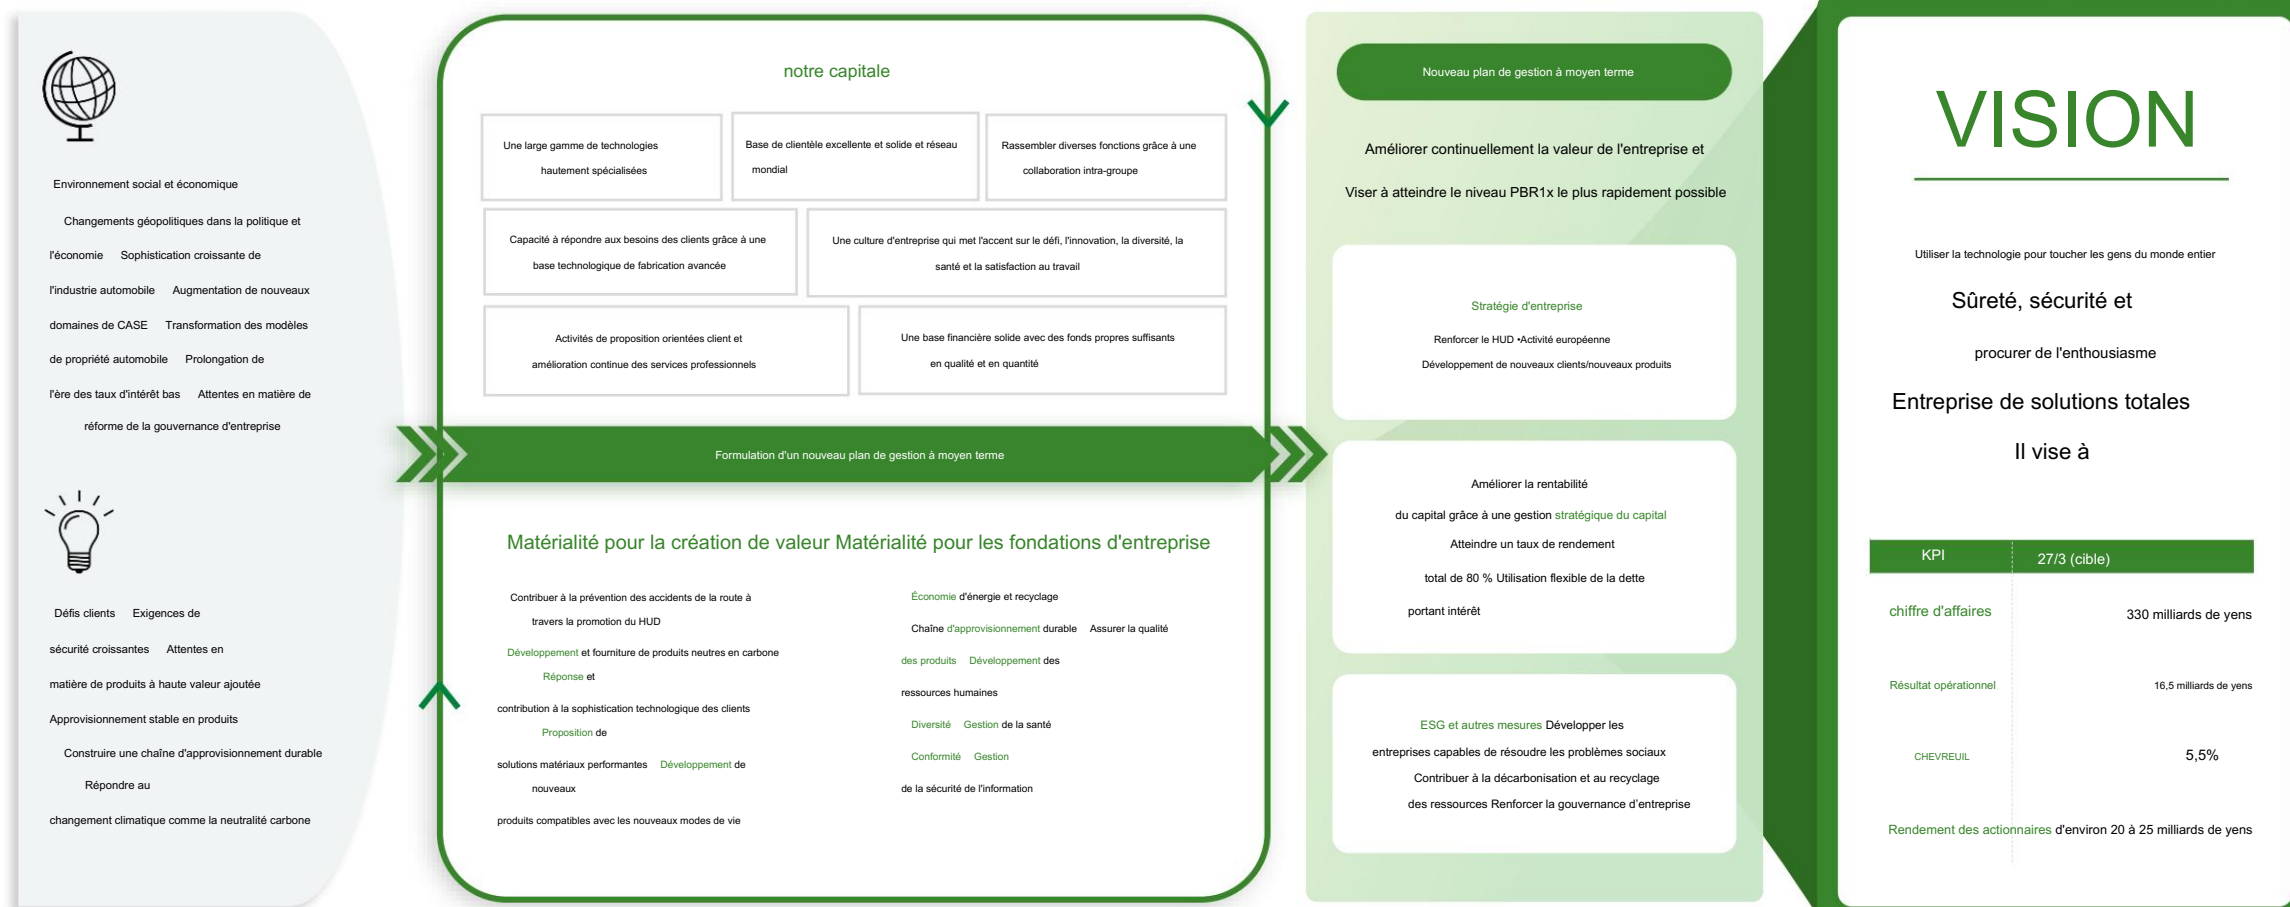 Environnement social et économique
Changements géopolitiques dans la politique et
l'économie Sophistication croissante de
l'industrie automobile Augmentation de nouveaux
domaines de CASE Transformation des modèles
de propriété automobile Prolongation de
l'ère des taux d'intérêt bas Attentes en matière de
réforme de la gouvernance d'entreprise
Défis clients Exigences de
sécurité croissantes Attentes en
matière de produits à haute valeur ajoutée
Approvisionnement stable en produits
Construire une chaîne d'approvisionnement durable
Répondre au
changement climatique comme la neutralité carbone
notre capitale
Une large gamme de technologies
hautement spécialisées
Base de clientèle excellente et solide et réseau
mondial
Rassembler diverses fonctions grâce à une
collaboration intra-groupe
Capacité à répondre aux besoins des clients grâce à une
base technologique de fabrication avancée
Une culture d'entreprise qui met l'accent sur le défi, l'innovation, la diversité, la
santé et la satisfaction au travail
Activités de proposition orientées client et
amélioration continue des services professionnels
Une base financière solide avec des fonds propres suffisants
en qualité et en quantité
Formulation d'un nouveau plan de gestion à moyen terme
Matérialité pour la création de valeur Matérialité pour les fondations d'entreprise
Contribuer à la prévention des accidents de la route à
travers la promotion du HUD
Développement et fourniture de produits neutres en carbone
Réponse et
contribution à la sophistication technologique des clients
Proposition de
solutions matériaux performantes Développement de
nouveaux
produits compatibles avec les nouveaux modes de vie
Économie d'énergie et recyclage
Chaîne d'approvisionnement durable Assurer la qualité
des produits Développement des
ressources humaines
Diversité Gestion de la santé
Conformité Gestion
de la sécurité de l'information
Nouveau plan de gestion à moyen terme
Améliorer continuellement la valeur de l'entreprise et
Viser à atteindre le niveau PBR1x le plus rapidement possible
Stratégie d'entreprise
Renforcer le HUD •Activité européenne
Développement de nouveaux clients/nouveaux produits
Améliorer la rentabilité
du capital grâce à une gestion stratégique du capital
Atteindre un taux de rendement
total de 80 % Utilisation flexible de la dette
portant intérêt
ESG et autres mesures Développer les
entreprises capables de résoudre les problèmes sociaux
Contribuer à la décarbonisation et au recyclage
des ressources Renforcer la gouvernance d'entreprise
VISION
Utiliser la technologie pour toucher les gens du monde entier
Sûreté, sécurité et
procurer de l'enthousiasme
Entreprise de solutions totales
Il vise à
KPI 27/3 (cible)
chiffre d'affaires 330 milliards de yens
Résultat opérationnel 16,5 milliards de yens
CHEVREUIL 5,5%
Rendement des actionnaires d'environ 20 à 25 milliards de yens